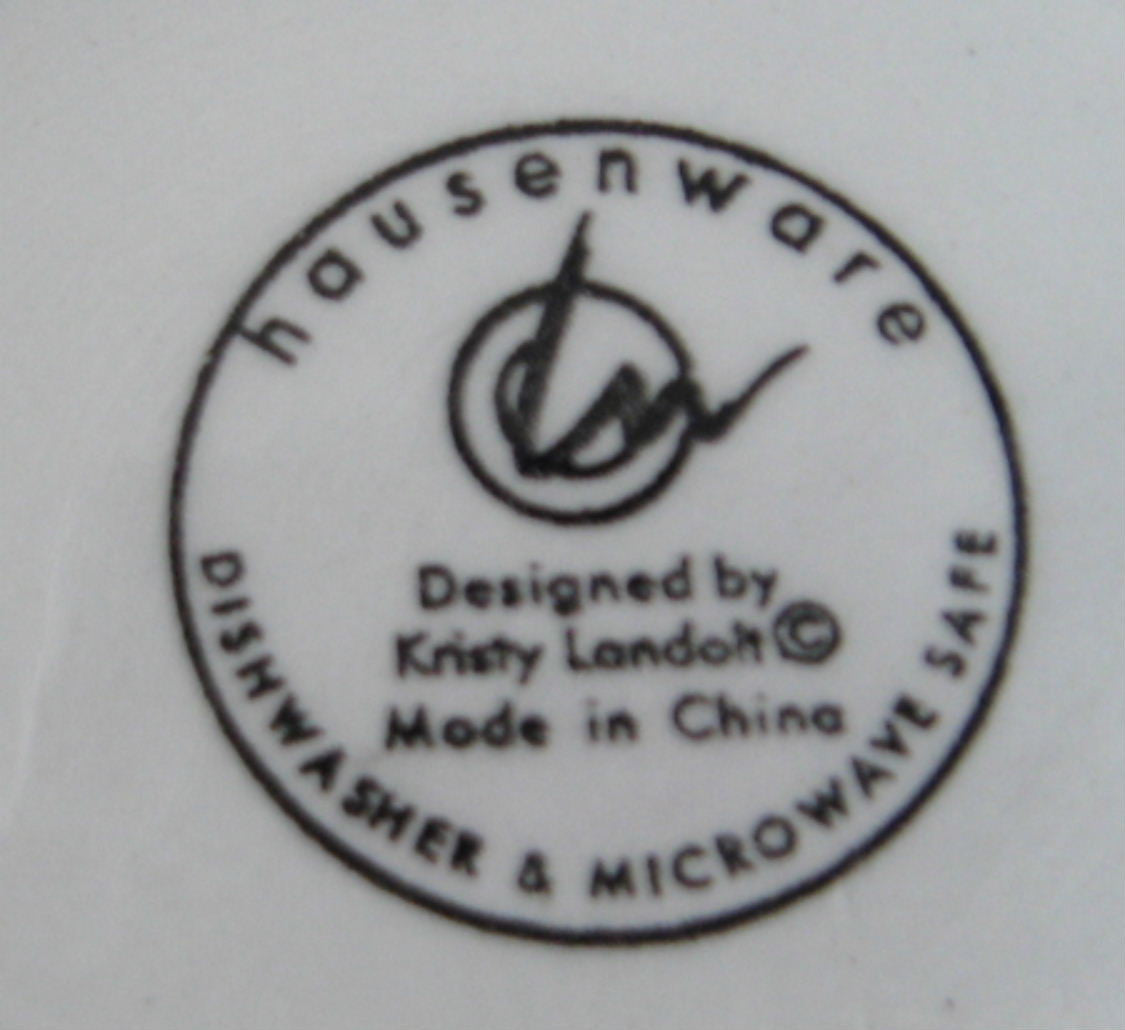 hausenware
Designed by
Kristy Landolt ©
Made in China
DISHWASHER & MICROWAVE SAFE